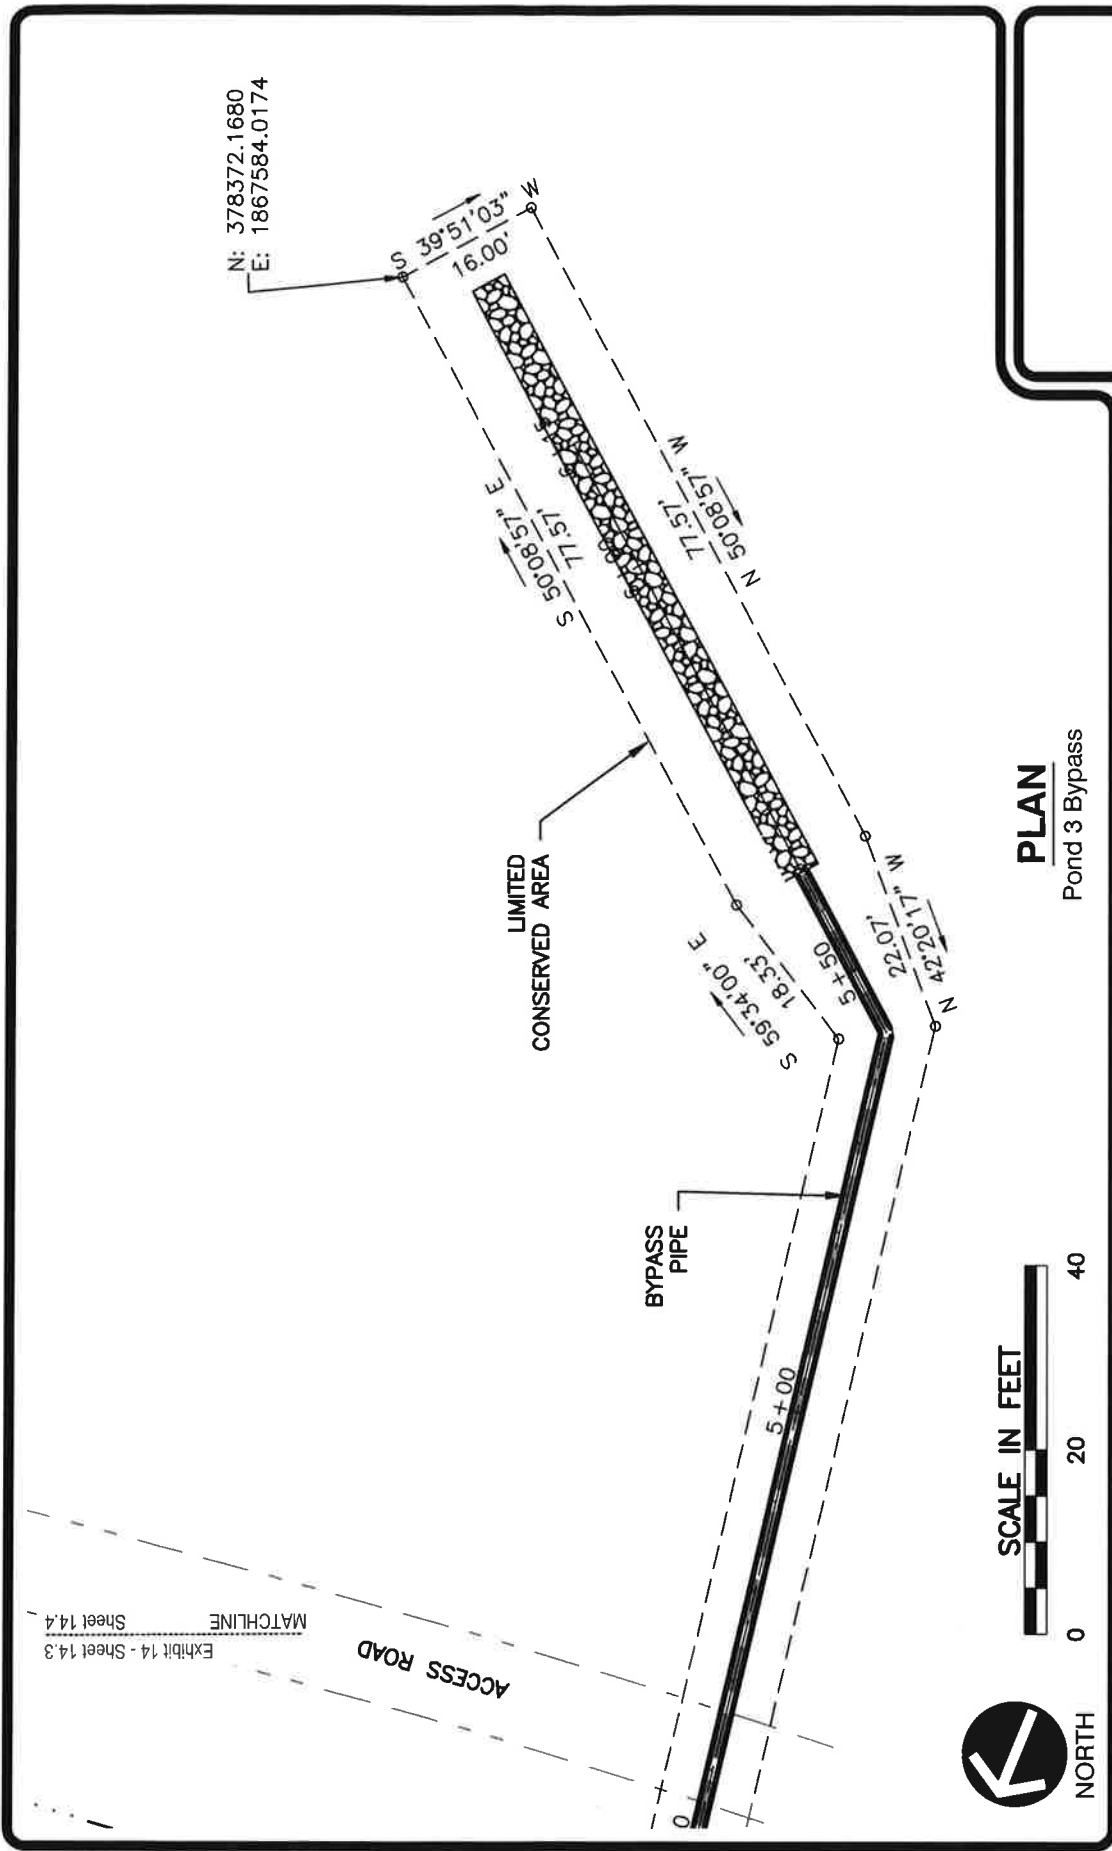 N: 378372.1680
E: 1867584.0174
S 39°51'03" W
16.00'
S 50°08'57" E
77.57'
77.57'
N 50°08'57" W
LIMITED
CONSERVED AREA
S 59°34'00" E
18.33'
5+50
22.07'
N 42°20'17" W
BYPASS
PIPE
5+00
Exhibit 14 - Sheet 14.3
MATCHLINE
Sheet 14.4
ACCESS ROAD
0
PLAN
Pond 3 Bypass
SCALE IN FEET
0 20 40
NORTH